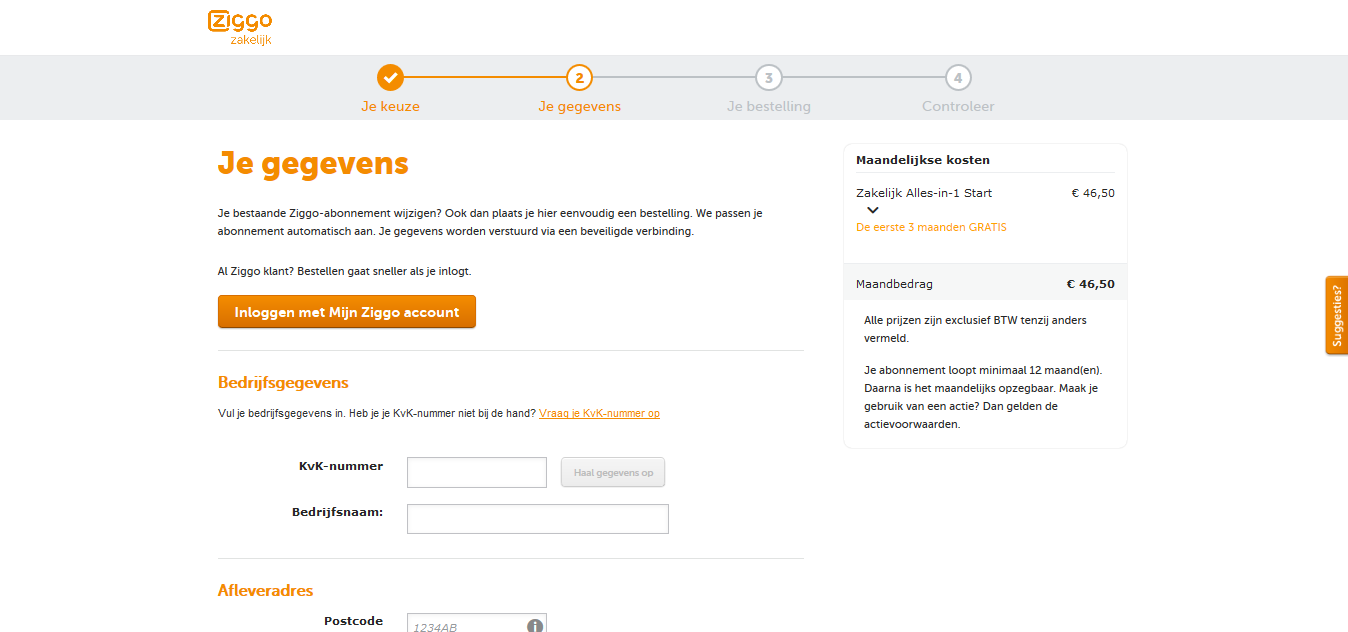 Ziggo
zakelijk
2
3
4
Je keuze
Je gegevens
Je bestelling
Controleer
Je gegevens
Je bestaande Ziggo-abonnement wijzigen? Ook dan plaats je hier eenvoudig een bestelling. We passen je
abonnement automatisch aan. Je gegevens worden verstuurd via een beveiligde verbinding.
Al Ziggo klant? Bestellen gaat sneller als je inlogt.
Inloggen met Mijn Ziggo account
Bedrijfsgegevens
Vul je bedrijfsgegevens in. Heb je je KvK-nummer niet bij de hand? Vraag je KvK-nummer op
KvK-nummer
Haal gegevens op
Bedrijfsnaam:
Afleveradres
Postcode
1234AB
Maandelijkse kosten
Zakelijk Alles-in-1 Start € 46,50
De eerste 3 maanden GRATIS
Maandbedrag € 46,50
Alle prijzen zijn exclusief BTW tenzij anders
vermeld.
Je abonnement loopt minimaal 12 maand(en).
Daarna is het maandelijks opzegbaar. Maak je
gebruik van een actie? Dan gelden de
actievoorwaarden.
Suggesties?